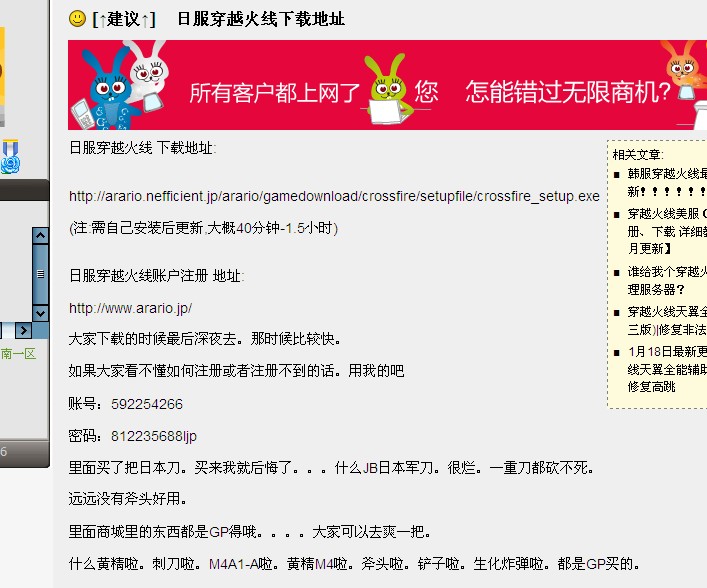 [↑建议↑] 日服穿越火线下载地址
所有客户都上网了 您 怎能错过无限商机?
日服穿越火线 下载地址:
http://arario.nefficient.jp/arario/gamedownload/crossfire/setupfile/crossfire_setup.exe
(注:需自己安装后更新,大概40分钟-1.5小时)
日服穿越火线账户注册 地址:
http://www.arario.jp/
大家下载的时候最后深夜去。那时候比较快。
如果大家看不懂如何注册或者注册不到的话。用我的吧
账号：592254266
密码：812235688ljp
里面买了把日本刀。买来我就后悔了。。。什么JB日本军刀。很烂。一重刀都砍不死。
远远没有斧头好用。
里面商城里的东西都是GP得哦。。。。大家可以去爽一把。
什么黄精啦。刺刀啦。M4A1-A啦。黄精M4啦。斧头啦。铲子啦。生化炸弹啦。都是GP买的。
相关文章:
韩服穿越火线最
新！！！！！！
穿越火线美服
册、下载 详细教
月更新】
谁给我个穿越火
理服务器？
穿越火线天翼全
三版)|修复非法
1月18日最新更
线天翼全能辅助
修复高跳
南一区
6